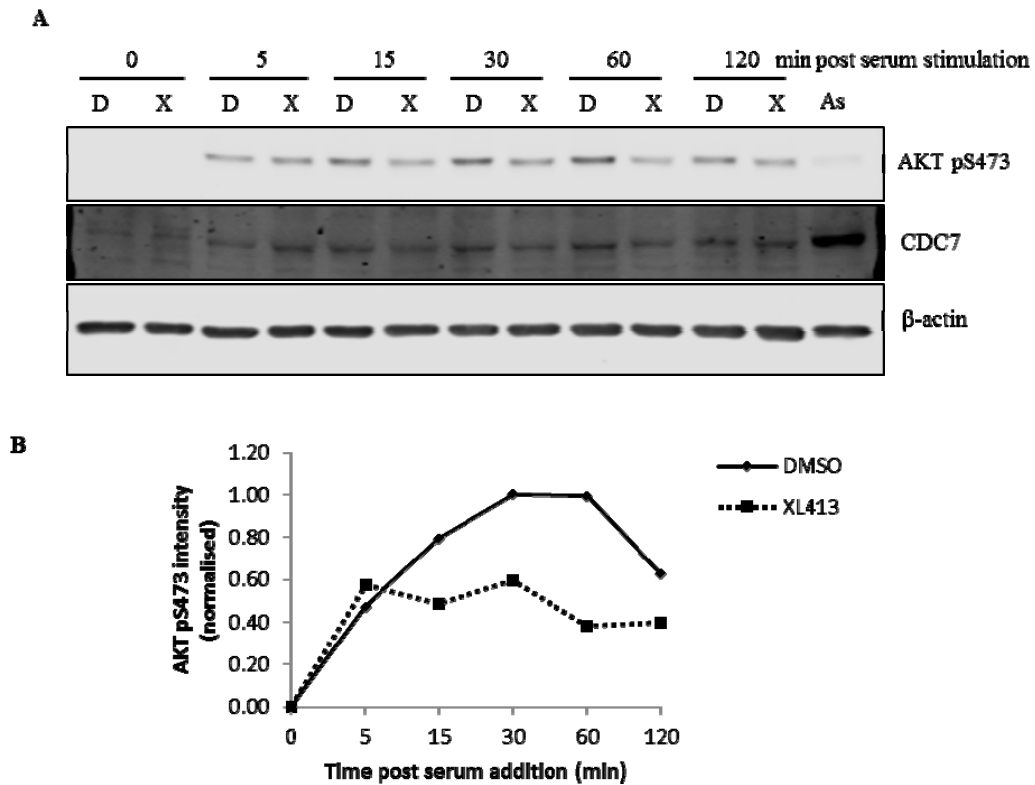 A
0 5 15 30 60 120 min post serum stimulation
D X D X D X D X D X D X As
AKT pS473
CDC7
β-actin
B
AKT pS473 intensity
(normalised)
1.20
1.00
0.80
0.60
0.40
0.20
0.00
0 5 15 30 60 120
Time post serum addition (min)
DMSO
XL413